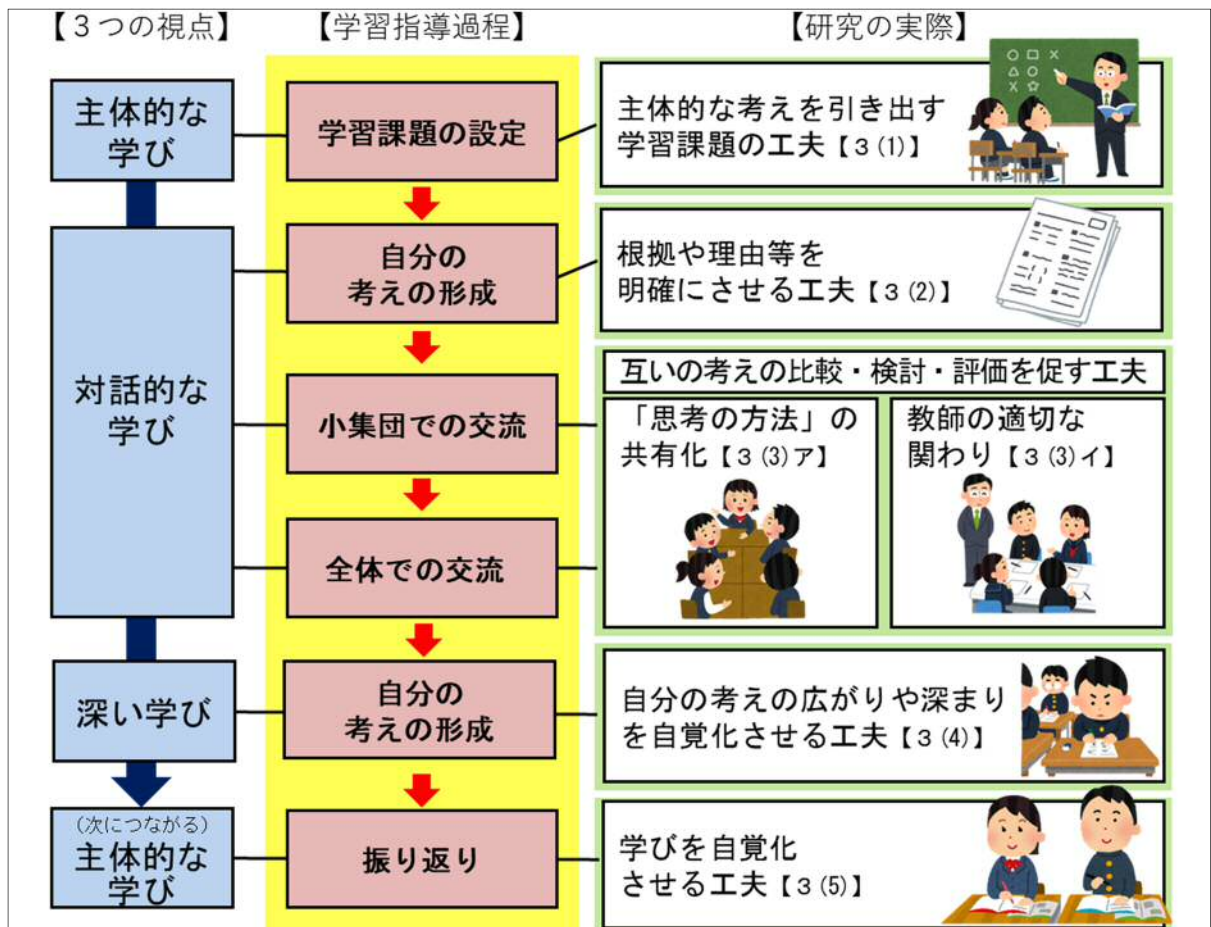 【３つの視点】
【学習指導過程】
【研究の実際】
主体的な
学び
学習課題の設定
主体的な考えを引き出す
学習課題の工夫【３(1)】
対話的な
学び
自分の
考えの形成
根拠や理由等を
明確にさせる工夫【３(2)】
小集団での交流
互いの考えの比較・検討・評価を促す工夫
「思考の方法」の
共有化【３(3)ア】
教師の適切な
関わり【３(3)イ】
全体での交流
深い学び
自分の
考えの形成
自分の考えの広がりや深まり
を自覚化させる工夫【３(4)】
(次につながる)
主体的な
学び
振り返り
学びを自覚化
させる工夫【３(5)】